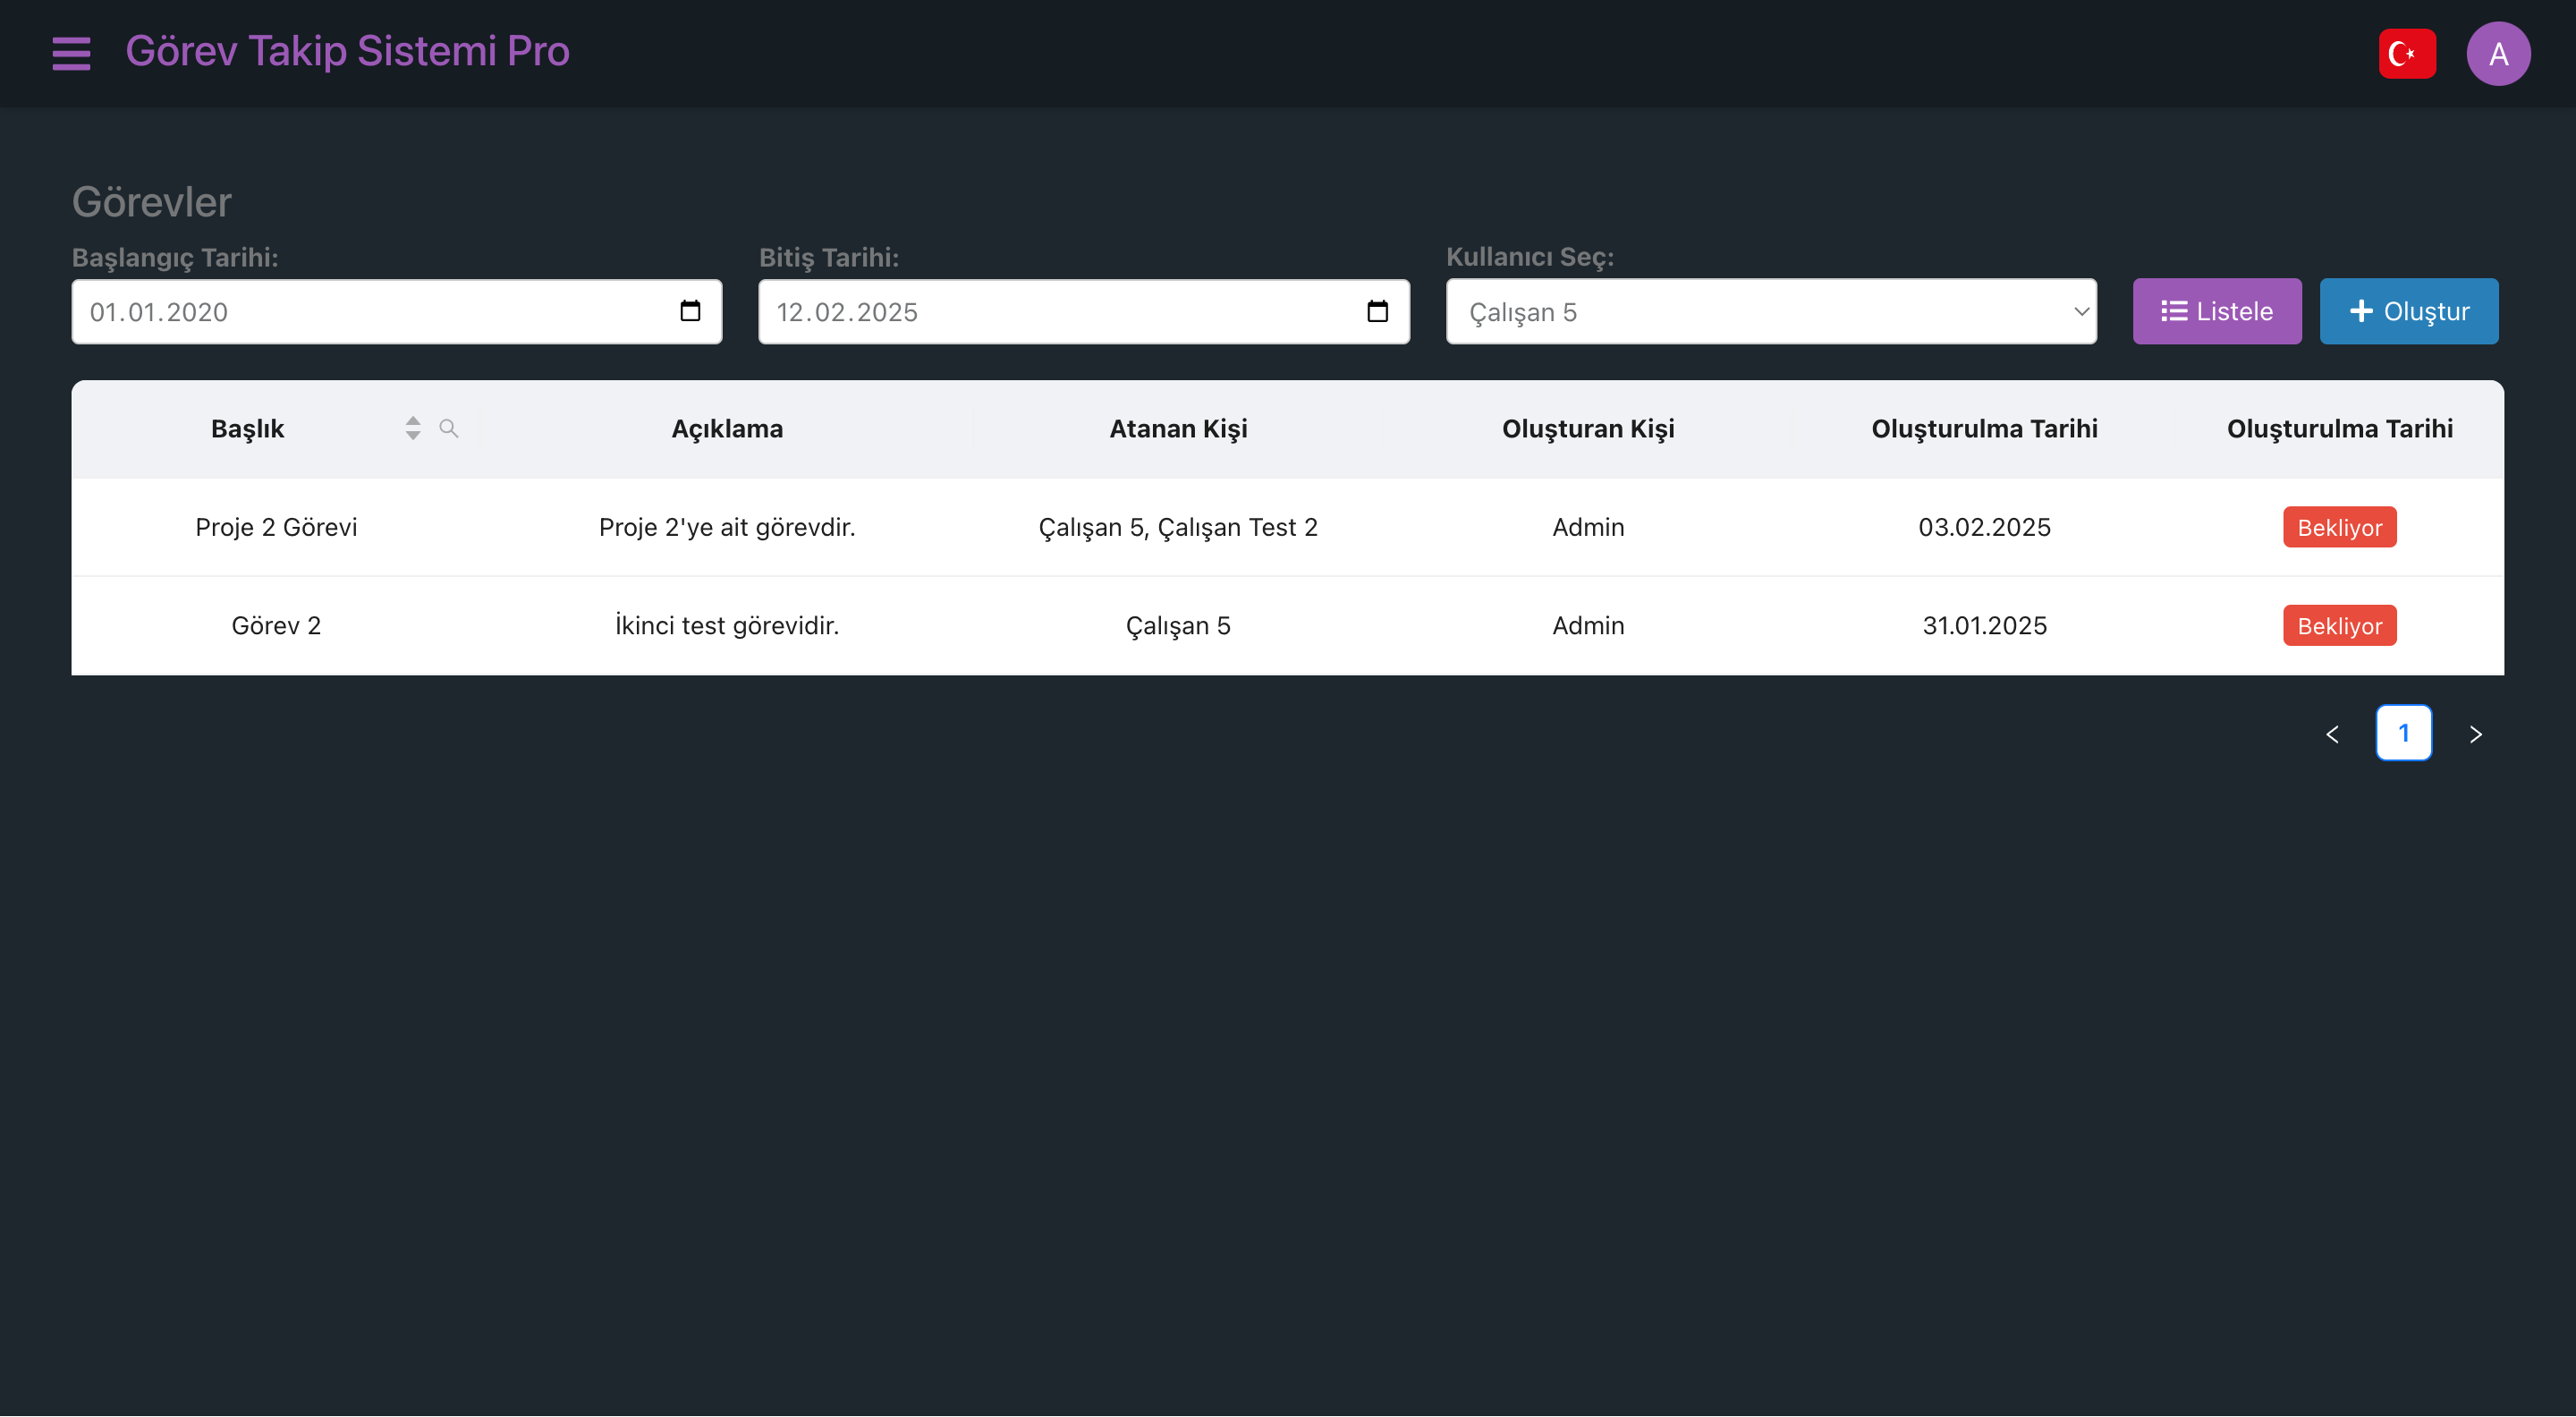 Görev Takip Sistemi Pro
A
Görevler
Başlangıç Tarihi:
Bitiş Tarihi:
Kullanıcı Seç:
01.01.2020
12.02.2025
Çalışan 5
Listele
Oluştur
Başlık Açıklama Atanan Kişi Oluşturan Kişi Oluşturulma Tarihi Oluşturulma Tarihi
Proje 2 Görevi Proje 2'ye ait görevdir. Çalışan 5, Çalışan Test 2 Admin 03.02.2025 Bekliyor
Görev 2 İkinci test görevidir. Çalışan 5 Admin 31.01.2025 Bekliyor
1